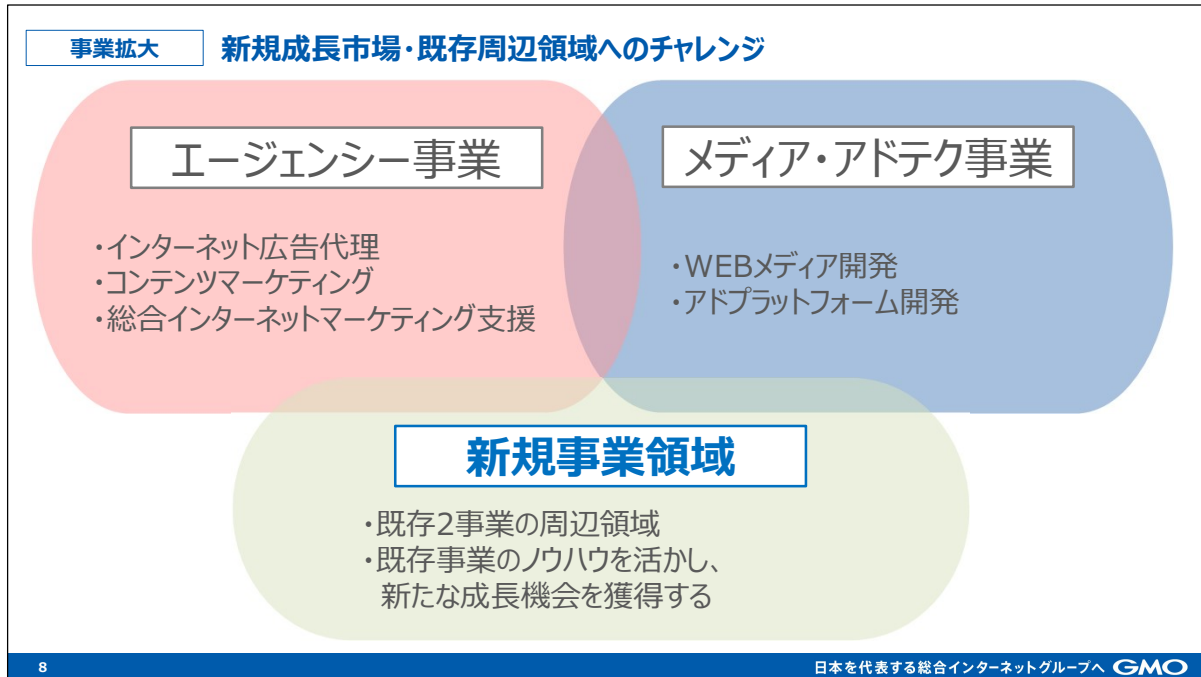 事業拡大
新規成長市場・既存周辺領域へのチャレンジ
エージェンシー事業
・インターネット広告代理
・コンテンツマーケティング
・総合インターネットマーケティング支援
メディア・アドテク事業
・WEBメディア開発
・アドプラットフォーム開発
新規事業領域
・既存2事業の周辺領域
・既存事業のノウハウを活かし、
新たな成長機会を獲得する
8
日本を代表する総合インターネットグループへ GMO